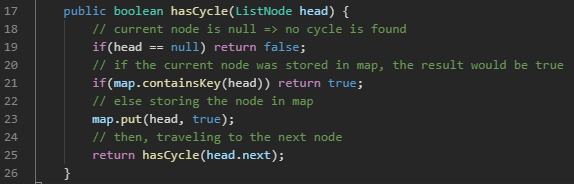 17 public boolean hasCycle(ListNode head) {
18 // current node is null => no cycle is found
19 if(head == null) return false;
20 // if the current node was stored in map, the result would be true
21 if(map.containsKey(head)) return true;
22 // else storing the node in map
23 map.put(head, true);
24 // then, traveling to the next node
25 return hasCycle(head.next);
26 }